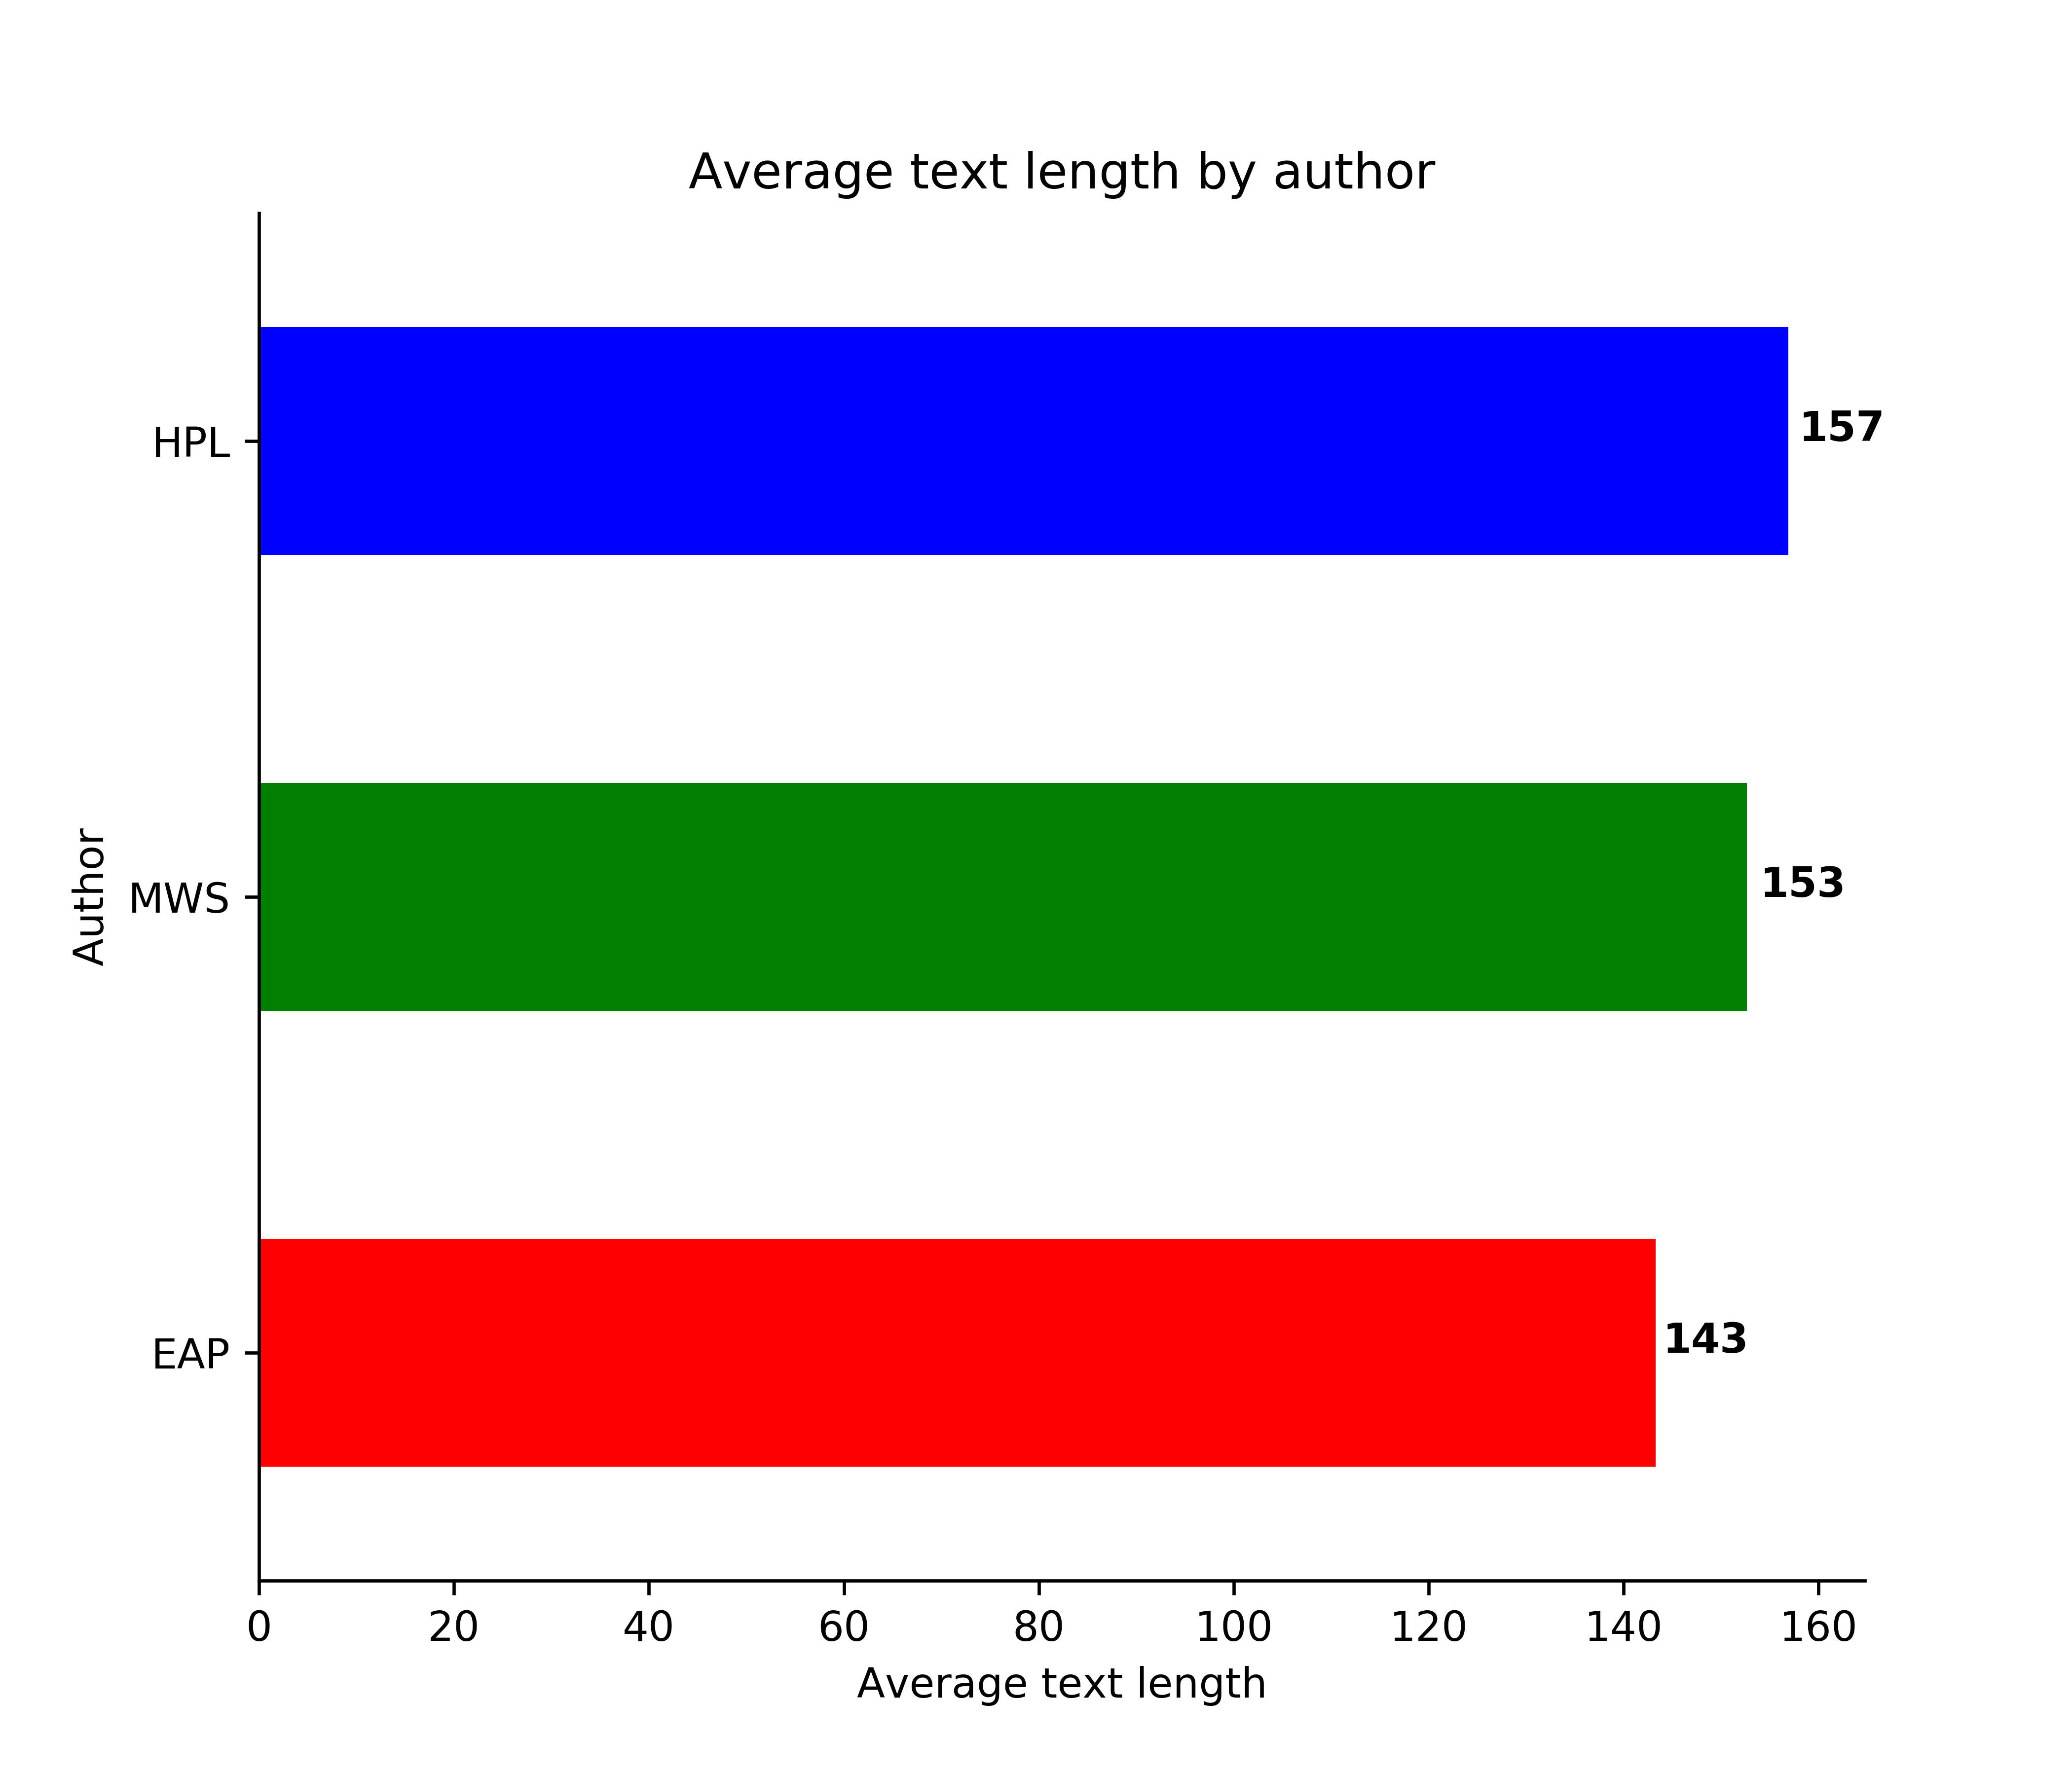 Average text length by author
HPL
157
Author
MWS
153
EAP
143
0 20 40 60 80 100 120 140 160
Average text length